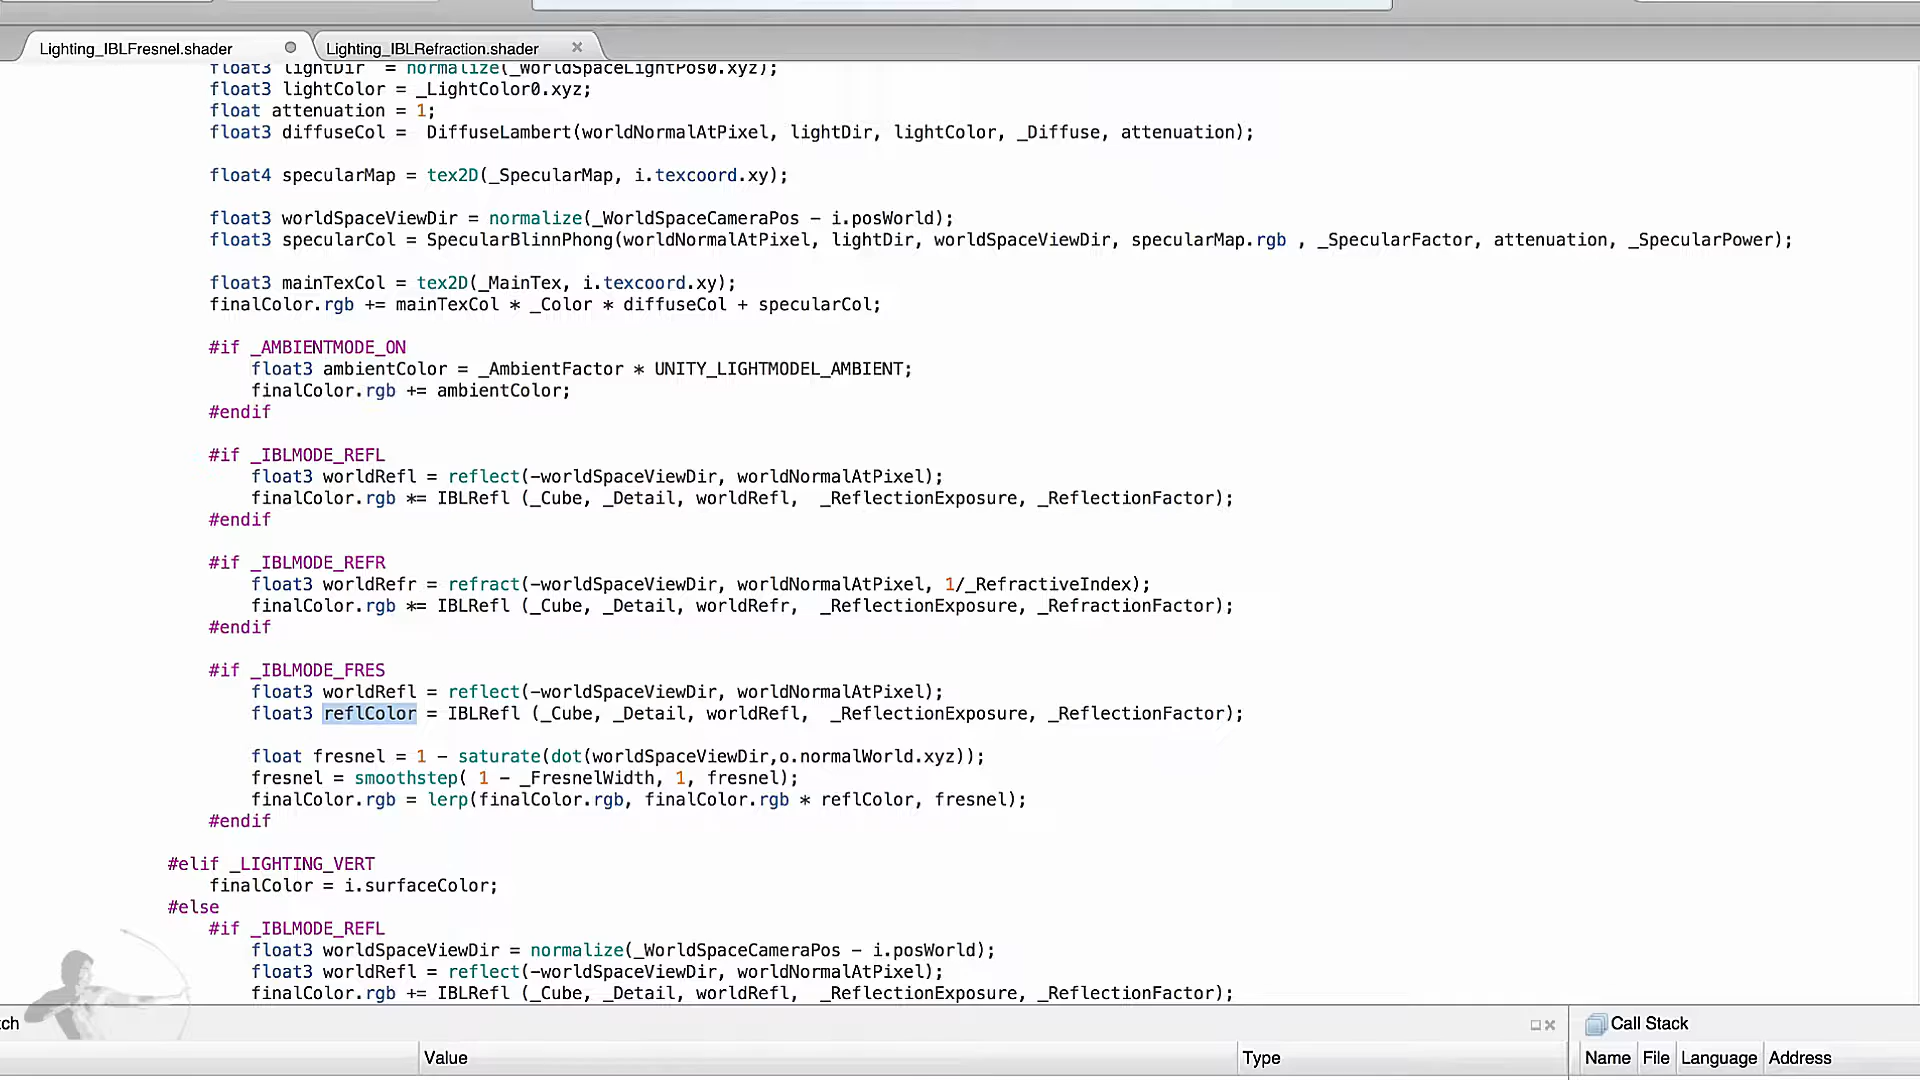 Lighting_IBLFresnel.shader
Lighting_IBLRefraction.shader
float3 lightDir = normalize(_WorldSpaceLightPos0.xyz);
float3 lightColor = _LightColor0.xyz;
float attenuation = 1;
float3 diffuseCol = DiffuseLambert(worldNormalAtPixel, lightDir, lightColor, _Diffuse, attenuation);
float4 specularMap = tex2D(_SpecularMap, i.texcoord.xy);
float3 worldSpaceViewDir = normalize(_WorldSpaceCameraPos - i.posWorld);
float3 specularCol = SpecularBlinnPhong(worldNormalAtPixel, lightDir, worldSpaceViewDir, specularMap.rgb , _SpecularFactor, attenuation, _SpecularPower);
float3 mainTexCol = tex2D(_MainTex, i.texcoord.xy);
finalColor.rgb += mainTexCol * _Color * diffuseCol + specularCol;
#if _AMBIENTMODE_ON
float3 ambientColor = _AmbientFactor * UNITY_LIGHTMODEL_AMBIENT;
finalColor.rgb += ambientColor;
#endif
#if _IBLMODE_REFL
float3 worldRefl = reflect(-worldSpaceViewDir, worldNormalAtPixel);
finalColor.rgb *= IBLRefl (_Cube, _Detail, worldRefl, _ReflectionExposure, _ReflectionFactor);
#endif
#if _IBLMODE_REFR
float3 worldRefr = refract(-worldSpaceViewDir, worldNormalAtPixel, 1/_RefractiveIndex);
finalColor.rgb *= IBLRefl (_Cube, _Detail, worldRefr, _ReflectionExposure, _RefractionFactor);
#endif
#if _IBLMODE_FRES
float3 worldRefl = reflect(-worldSpaceViewDir, worldNormalAtPixel);
float3 reflColor = IBLRefl (_Cube, _Detail, worldRefl, _ReflectionExposure, _ReflectionFactor);
float fresnel = 1 - saturate(dot(worldSpaceViewDir,o.normalWorld.xyz));
fresnel = smoothstep( 1 - _FresnelWidth, 1, fresnel);
finalColor.rgb = lerp(finalColor.rgb, finalColor.rgb * reflColor, fresnel);
#endif
#elif _LIGHTING_VERT
finalColor = i.surfaceColor;
#else
#if _IBLMODE_REFL
float3 worldSpaceViewDir = normalize(_WorldSpaceCameraPos - i.posWorld);
float3 worldRefl = reflect(-worldSpaceViewDir, worldNormalAtPixel);
finalColor.rgb += IBLRefl (_Cube, _Detail, worldRefl, _ReflectionExposure, _ReflectionFactor);
tch
Call Stack
Value
Type
Name
File
Language
Address